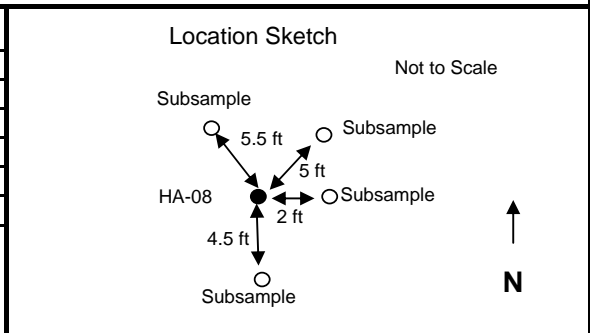 Location Sketch
Not to Scale
Subsample
5.5 ft
Subsample
5 ft
HA-08
Subsample
2 ft
4.5 ft
Subsample
N